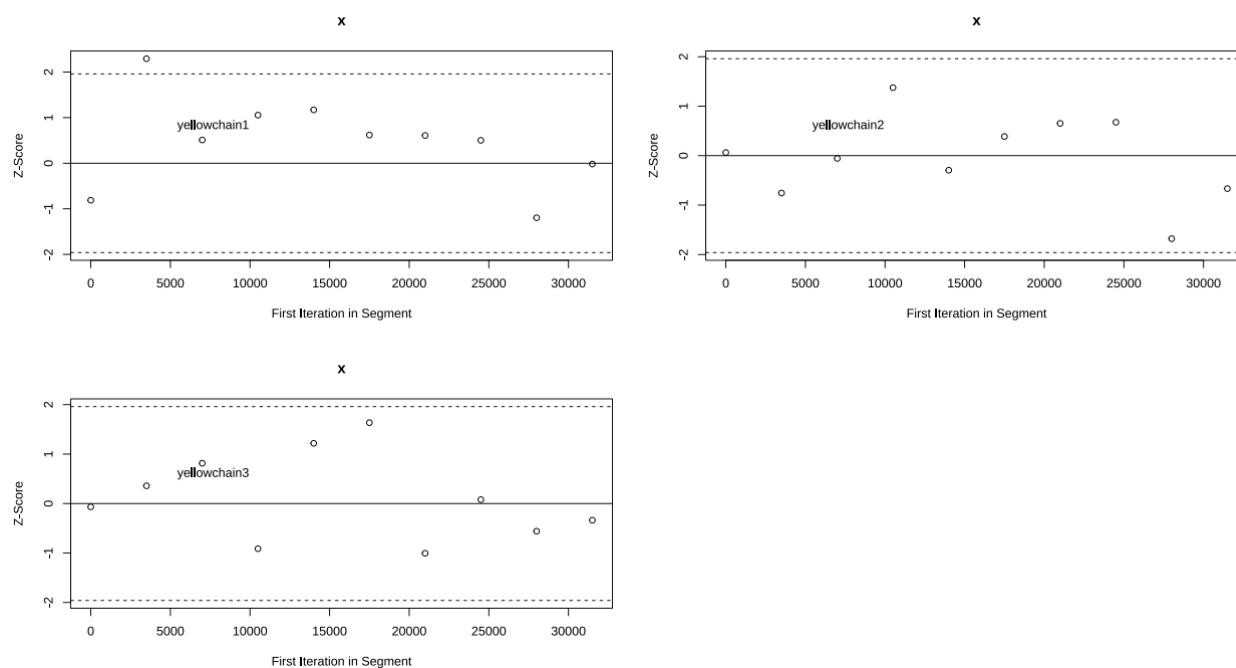 x
Z-Score
2
1
0
-1
-2
yellowchain1
0 5000 10000 15000 20000 25000 30000
First Iteration in Segment
x
Z-Score
2
1
0
-1
-2
yellowchain2
0 5000 10000 15000 20000 25000 30000
First Iteration in Segment
x
Z-Score
2
1
0
-1
-2
yellowchain3
0 5000 10000 15000 20000 25000 30000
First Iteration in Segment